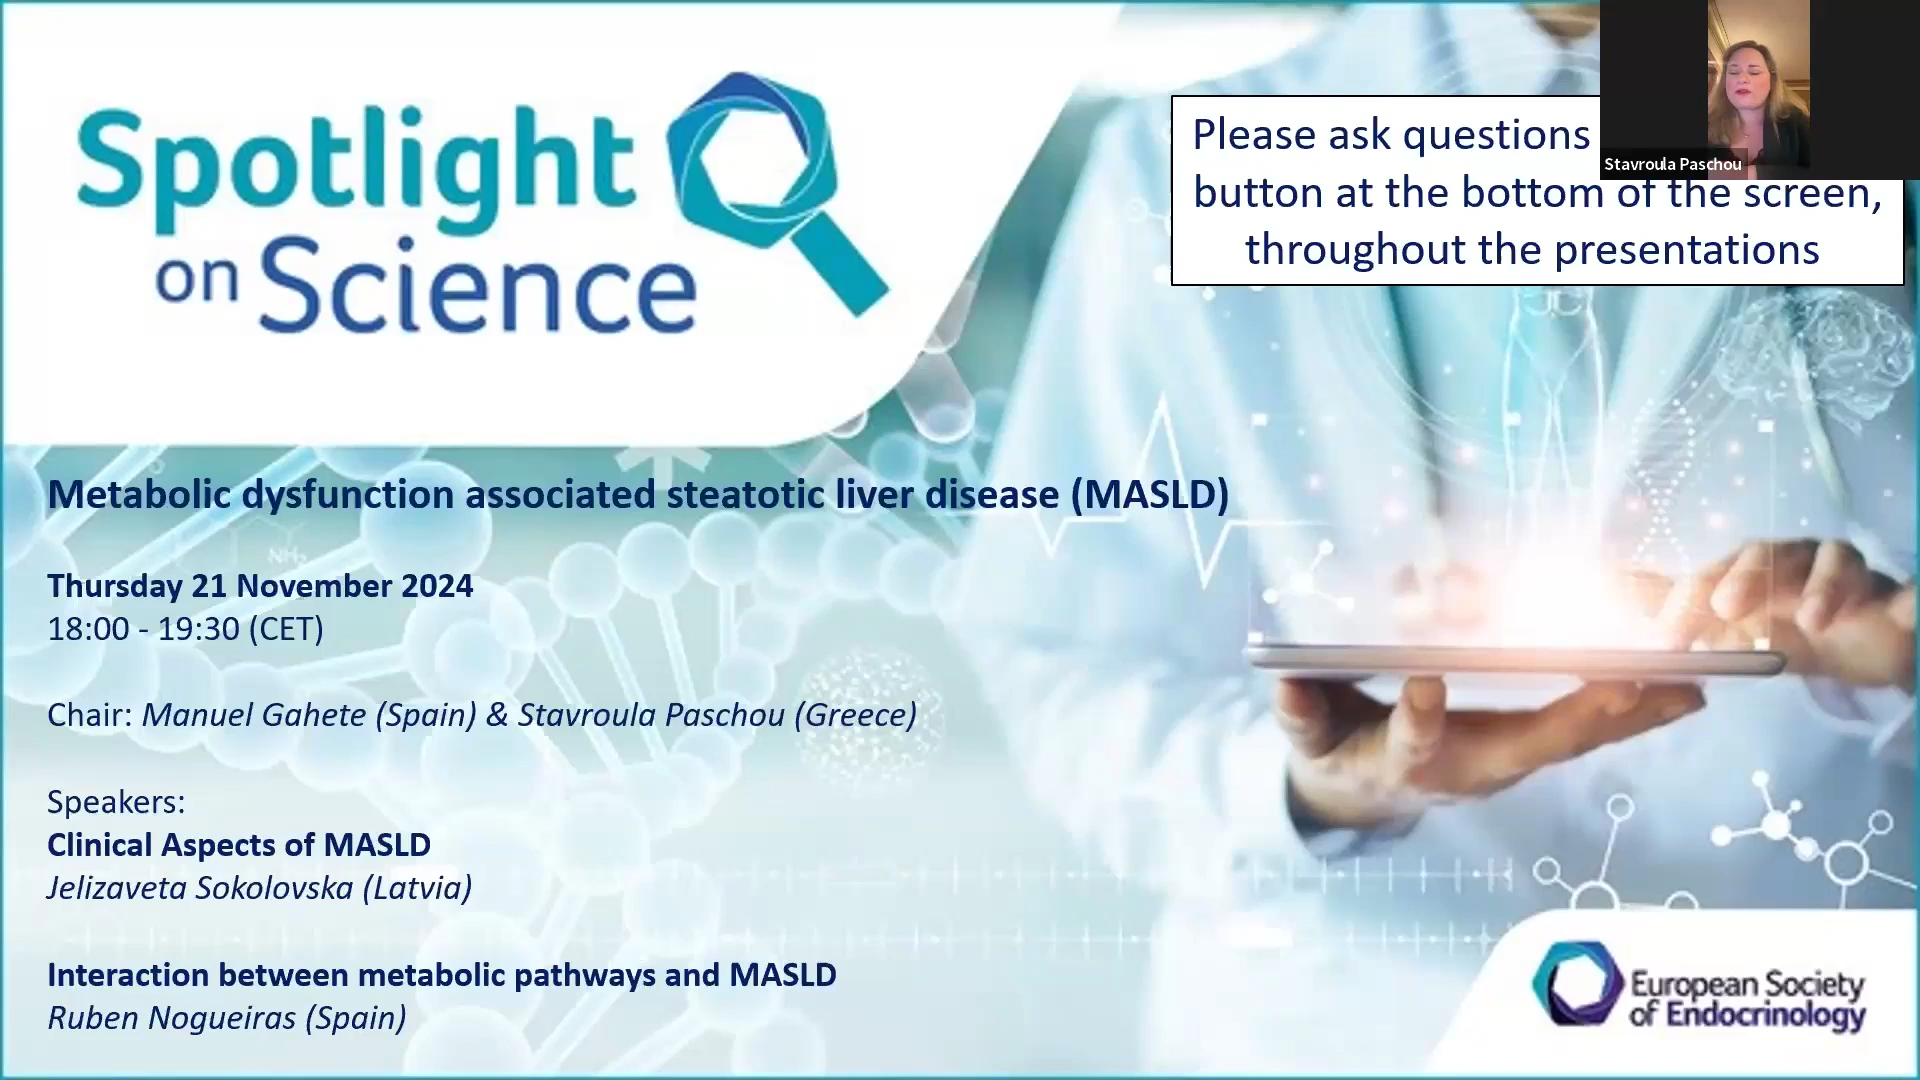 Spotlight
on Science
Please ask questions
button at the bottom of the screen,
throughout the presentations
Stavroula Paschou
Metabolic dysfunction associated steatotic liver disease (MASLD)
NH₂
Thursday 21 November 2024
18:00 - 19:30 (CET)
Chair: Manuel Gahete (Spain) & Stavroula Paschou (Greece)
Speakers:
Clinical Aspects of MASLD
Jelizaveta Sokolovska (Latvia)
Interaction between metabolic pathways and MASLD
Ruben Nogueiras (Spain)
European Society
of Endocrinology